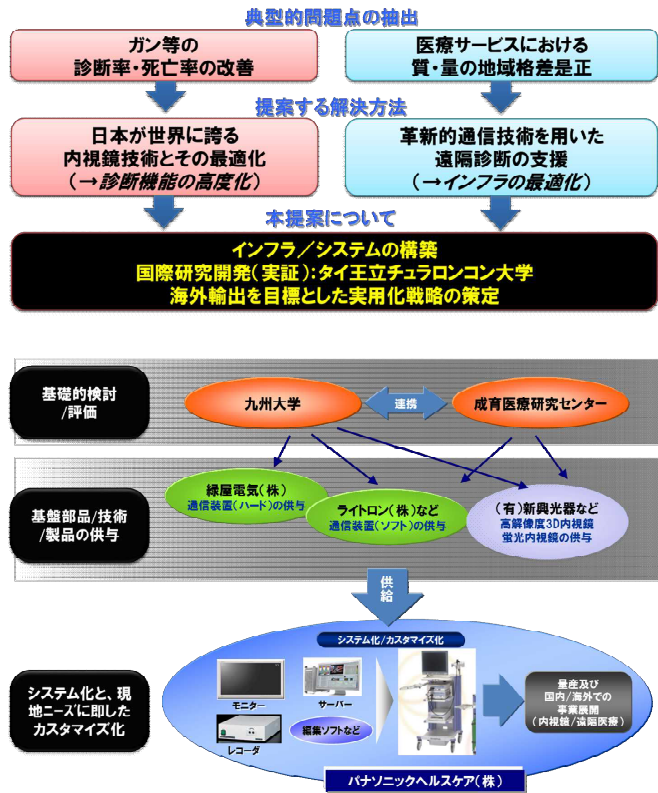 典型的問題点の抽出
ガン等の
診断率・死亡率の改善
医療サービスにおける
質・量の地域格差是正
提案する解決方法
日本が世界に誇る
内視鏡技術とその最適化
(→診断機能の高度化)
革新的通信技術を用いた
遠隔診断の支援
(→インフラの最適化)
本提案について
インフラ/システムの構築
国際研究開発(実証):タイ王立チュラロンコン大学
海外輸出を目標とした実用化戦略の策定
基礎的検討
/評価
九州大学
連携
成育医療研究センター
基盤部品/技術
/製品の供与
緑屋電気(株)
通信装置(ハード)の供与
ライトロン(株)など
通信装置(ソフト)の供与
(有)新興光器など
高解像度3D内視鏡
蛍光内視鏡の供与
供給
システム化と、現
地ニーズに即した
カスタマイズ化
システム化/カスタマイズ化
モニター
サーバー
レコーダ
編集ソフトなど
量産及び
国内/海外での
事業展開
(内視鏡/遠隔医療)
パナソニックヘルスケア(株)